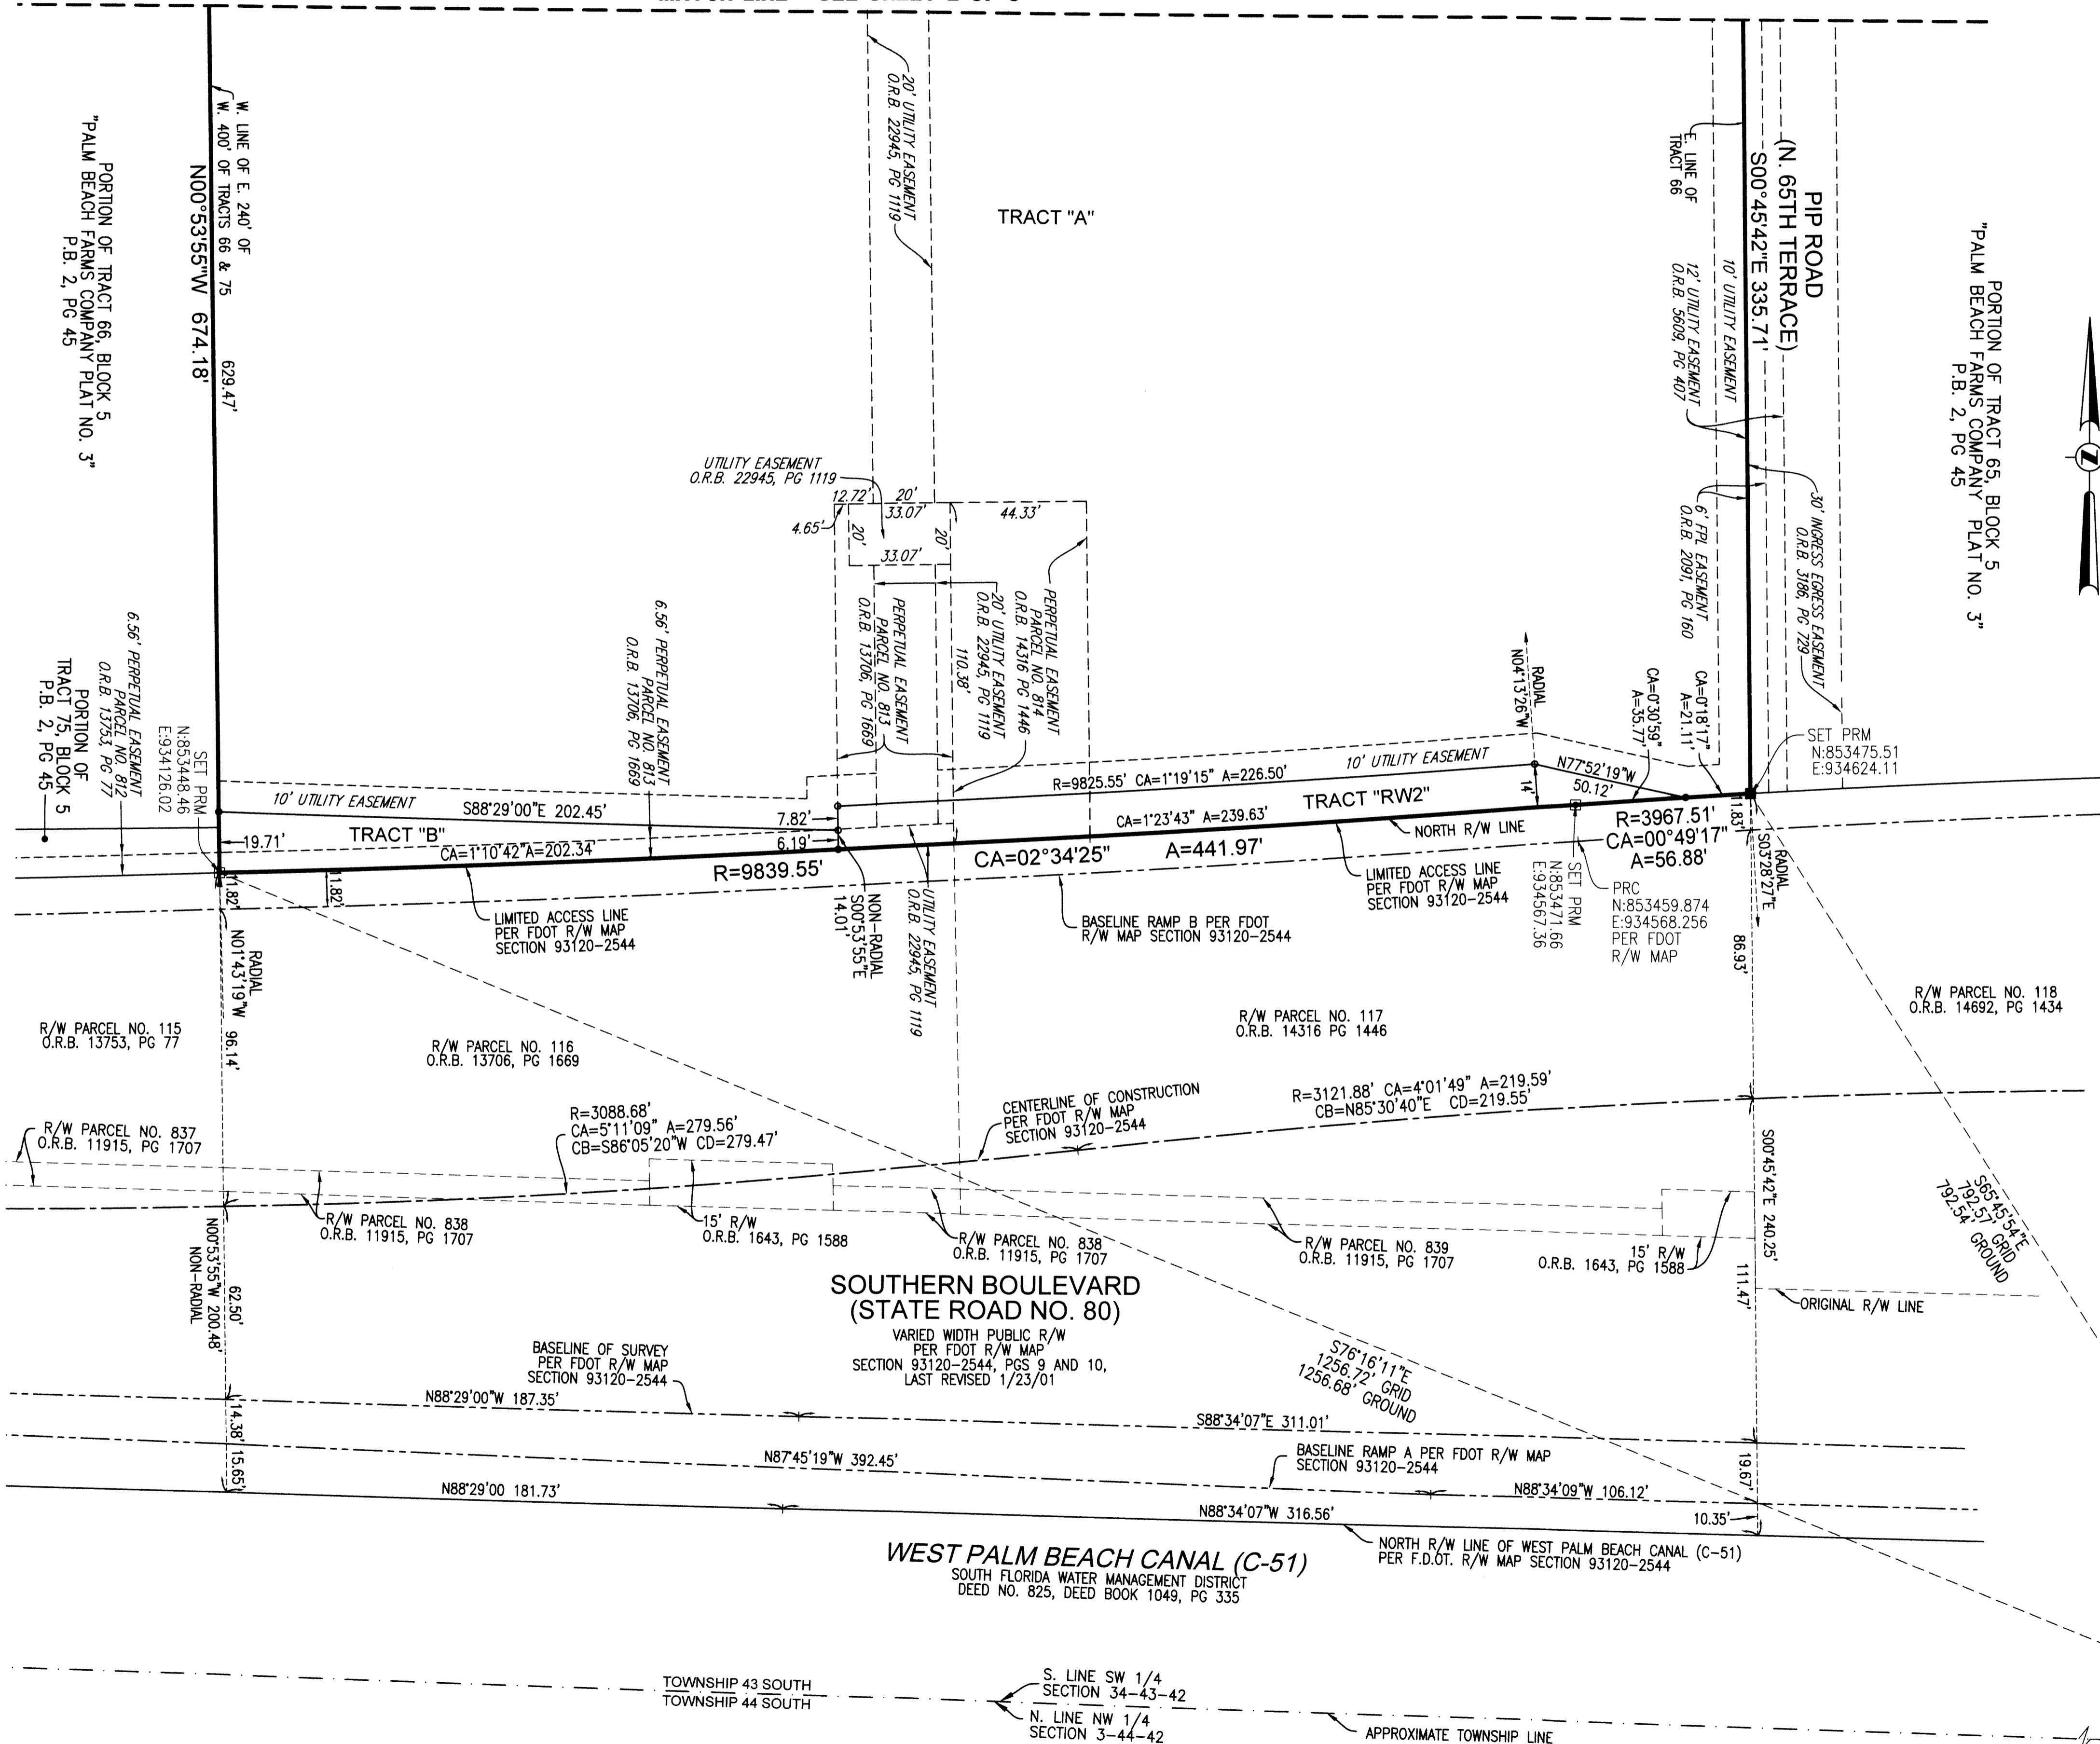 20' UTILITY EASEMENT
O.R.B. 22945, PG 1119
TRACT "A"
W. LINE OF E. 240' OF
W. 400' OF TRACTS 66 & 75
N00°53'55"W 674.18'
629.47'
PORTION OF TRACT 66, BLOCK 5
"PALM BEACH FARMS COMPANY PLAT NO. 3"
P.B. 2, PG 45
E. LINE OF
TRACT 66
PIP ROAD
(N. 65TH TERRACE)
S00°45'42"E 335.71'
10' UTILITY EASEMENT
12' UTILITY EASEMENT
O.R.B. 5609, PG 407
6' FPL EASEMENT
O.R.B. 2091, PG 160
30' INGRESS EGRESS EASEMENT
O.R.B. 3186, PG 729
PORTION OF TRACT 65, BLOCK 5
"PALM BEACH FARMS COMPANY PLAT NO. 3"
P.B. 2, PG 45
N
UTILITY EASEMENT
O.R.B. 22945, PG 1119
12.72'
20'
33.07'
44.33'
4.65'
20'
20'
33.07'
110.38'
PERPETUAL EASEMENT
PARCEL NO. 814
O.R.B. 14316 PG 1446
20' UTILITY EASEMENT
O.R.B. 22945, PG 1119
PERPETUAL EASEMENT
PARCEL NO. 813
O.R.B. 13706, PG 1669
6.56' PERPETUAL EASEMENT
PARCEL NO. 813
O.R.B. 13706, PG 1669
6.56' PERPETUAL EASEMENT
PARCEL NO. 812
O.R.B. 13753, PG 77
PORTION OF
TRACT 75, BLOCK 5
P.B. 2, PG 45
SET PRM
N:853448.46
E:934126.02
RADIAL
N04°13'26"W
CA=0°30'59"
A=35.77'
CA=0°18'17"
A=21.11'
SET PRM
N:853475.51
E:934624.11
10' UTILITY EASEMENT
S88°29'00"E 202.45'
TRACT "B"
19.71'
CA=1°10'42" A=202.34'
7.82'
6.19'
R=9825.55' CA=1°19'15" A=226.50'
10' UTILITY EASEMENT
N77°52'19"W
50.12'
14'
CA=1°23'43" A=239.63'
TRACT "RW2"
NORTH R/W LINE
R=9839.55'
CA=02°34'25"
A=441.97'
R=3967.51'
CA=00°49'17"
A=56.88'
11.83'
RADIAL
S03°28'27"E
11.82'
11.82'
LIMITED ACCESS LINE
PER FDOT R/W MAP
SECTION 93120-2544
NON-RADIAL
S00°53'55"E
14.01'
UTILITY EASEMENT
O.R.B. 22945, PG 1119
BASELINE RAMP B PER FDOT
R/W MAP SECTION 93120-2544
LIMITED ACCESS LINE
PER FDOT R/W MAP
SECTION 93120-2544
SET PRM
N:853471.66
E:934567.36
PRC
N:853459.874
E:934568.256
PER FDOT
R/W MAP
86.93'
RADIAL
N01°43'19"W
96.14'
R/W PARCEL NO. 115
O.R.B. 13753, PG 77
R/W PARCEL NO. 116
O.R.B. 13706, PG 1669
R/W PARCEL NO. 117
O.R.B. 14316 PG 1446
R/W PARCEL NO. 118
O.R.B. 14692, PG 1434
R=3088.68'
CA=5°11'09" A=279.56'
CB=S86°05'20"W CD=279.47'
CENTERLINE OF CONSTRUCTION
PER FDOT R/W MAP
SECTION 93120-2544
R=3121.88' CA=4°01'49" A=219.59'
CB=N85°30'40"E CD=219.55'
R/W PARCEL NO. 837
O.R.B. 11915, PG 1707
R/W PARCEL NO. 838
O.R.B. 11915, PG 1707
15' R/W
O.R.B. 1643, PG 1588
R/W PARCEL NO. 838
O.R.B. 11915, PG 1707
R/W PARCEL NO. 839
O.R.B. 11915, PG 1707
15' R/W
O.R.B. 1643, PG 1588
S00°45'42"E 240.25'
111.47'
S65°45'54"E
792.57' GRID
792.54' GROUND
ORIGINAL R/W LINE
62.50'
N00°53'55"W 200.48'
NON-RADIAL
SOUTHERN BOULEVARD
(STATE ROAD NO. 80)
VARIED WIDTH PUBLIC R/W
PER FDOT R/W MAP
SECTION 93120-2544, PGS 9 AND 10,
LAST REVISED 1/23/01
BASELINE OF SURVEY
PER FDOT R/W MAP
SECTION 93120-2544
S76°16'11"E
1256.72' GRID
1256.68' GROUND
N88°29'00"W 187.35'
S88°34'07"E 311.01'
14.38'
15.65'
N87°45'19"W 392.45'
BASELINE RAMP A PER FDOT R/W MAP
SECTION 93120-2544
19.67'
N88°29'00 181.73'
N88°34'09"W 106.12'
N88°34'07"W 316.56'
10.35'
NORTH R/W LINE OF WEST PALM BEACH CANAL (C-51)
PER F.D.OT. R/W MAP SECTION 93120-2544
WEST PALM BEACH CANAL (C-51)
SOUTH FLORIDA WATER MANAGEMENT DISTRICT
DEED NO. 825, DEED BOOK 1049, PG 335
TOWNSHIP 43 SOUTH
TOWNSHIP 44 SOUTH
S. LINE SW 1/4
SECTION 34-43-42
N. LINE NW 1/4
SECTION 3-44-42
APPROXIMATE TOWNSHIP LINE